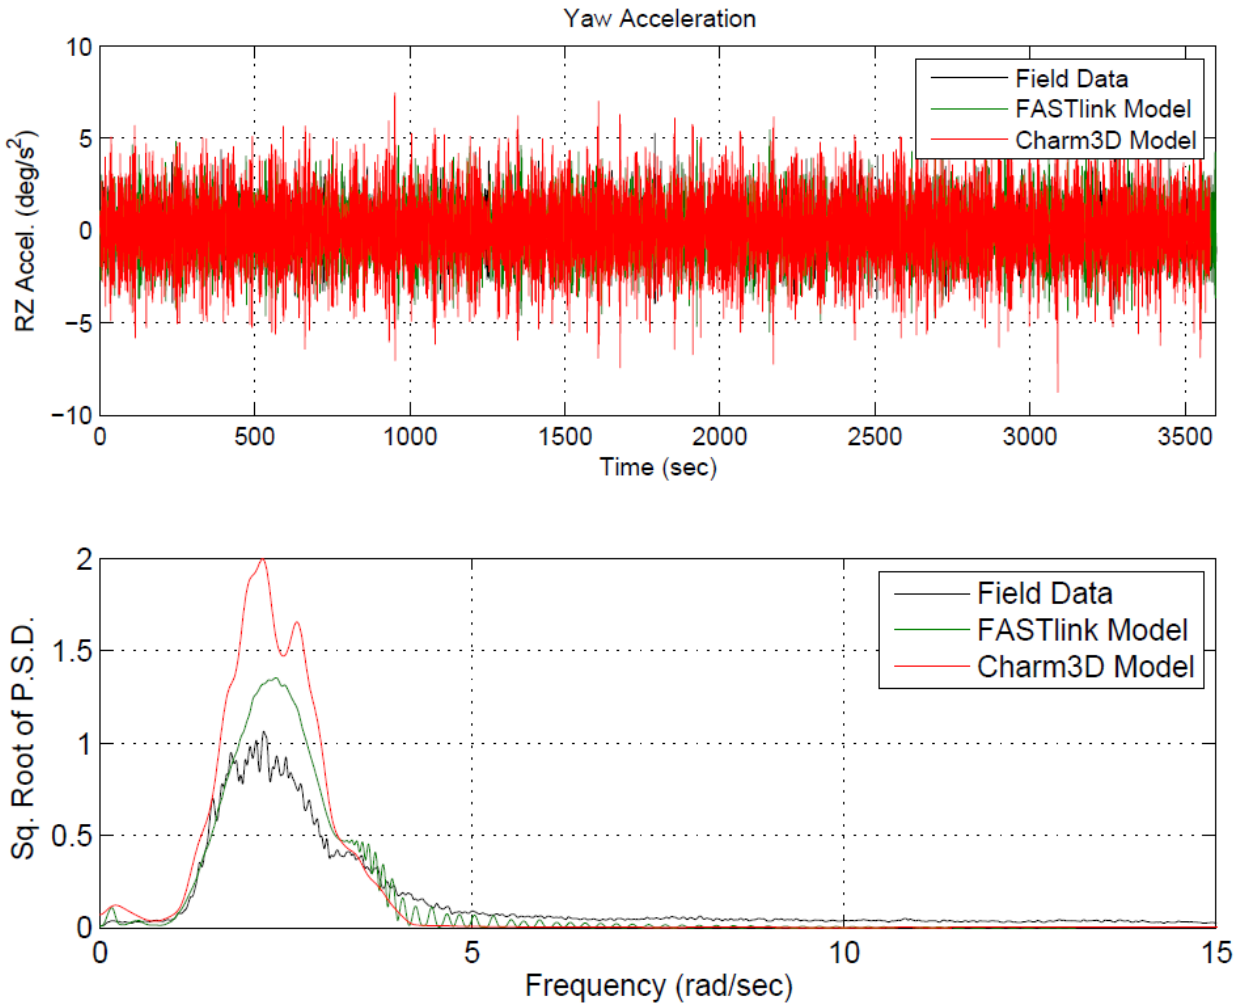 Yaw Acceleration
10
5
0
−5
−10
RZ Accel. (deg/s²)
Field Data
FASTlink Model
Charm3D Model
0 500 1000 1500 2000 2500 3000 3500
Time (sec)
2
1.5
1
0.5
0
Sq. Root of P.S.D.
Field Data
FASTlink Model
Charm3D Model
0 5 10 15
Frequency (rad/sec)